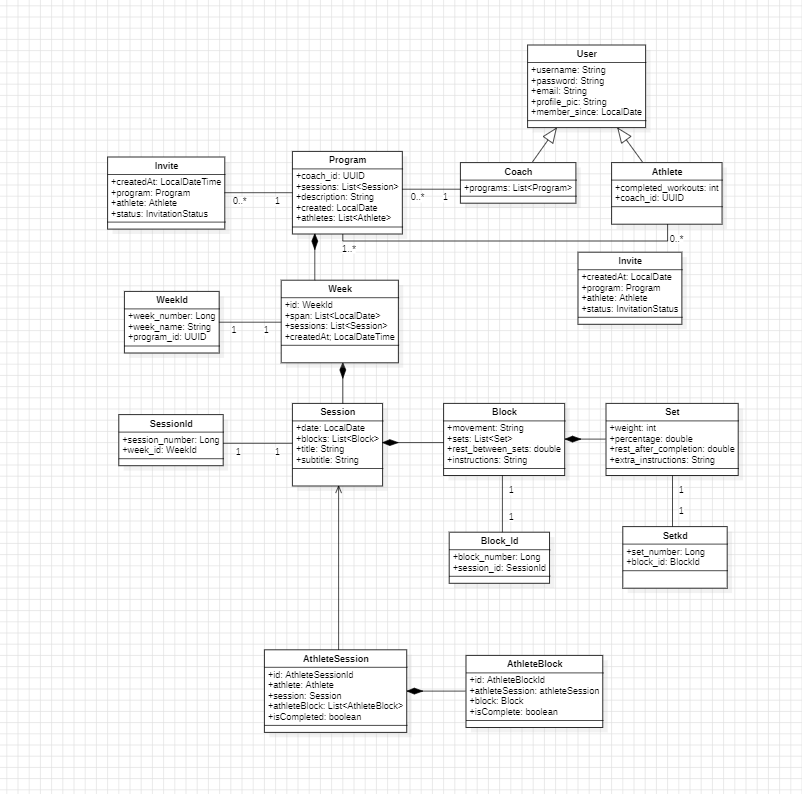 User
+username: String
+password: String
+email: String
+profile_pic: String
+member_since: LocalDate
Invite
+createdAt: LocalDateTime
+program: Program
+athlete: Athlete
+status: InvitationStatus
0..*
1
Program
+coach_id: UUID
+sessions: List<Session>
+description: String
+created: LocalDate
+athletes: List<Athlete>
0..*
1
Coach
+programs: List<Program>
Athlete
+completed_workouts: int
+coach_id: UUID
1..*
0..*
Invite
+createdAt: LocalDate
+program: Program
+athlete: Athlete
+status: InvitationStatus
WeekId
+week_number: Long
+week_name: String
+program_id: UUID
1
1
Week
+id: WeekId
+span: List<LocalDate>
+sessions: List<Session>
+createdAt; LocalDateTime
SessionId
+session_number: Long
+week_id: WeekId
1
1
Session
+date: LocalDate
+blocks: List<Block>
+title: String
+subtitle: String
Block
+movement: String
+sets: List<Set>
+rest_between_sets: double
+instructions: String
Set
+weight: int
+percentage: double
+rest_after_completion: double
+extra_instructions: String
1
1
1
1
Block_Id
+block_number: Long
+session_id: SessionId
Setkd
+set_number: Long
+block_id: BlockId
AthleteSession
+id: AthleteSessionId
+athlete: Athlete
+session: Session
+athleteBlock: List<AthleteBlock>
+isCompleted: boolean
AthleteBlock
+id: AthleteBlockId
+athleteSession: athleteSession
+block: Block
+isComplete: boolean